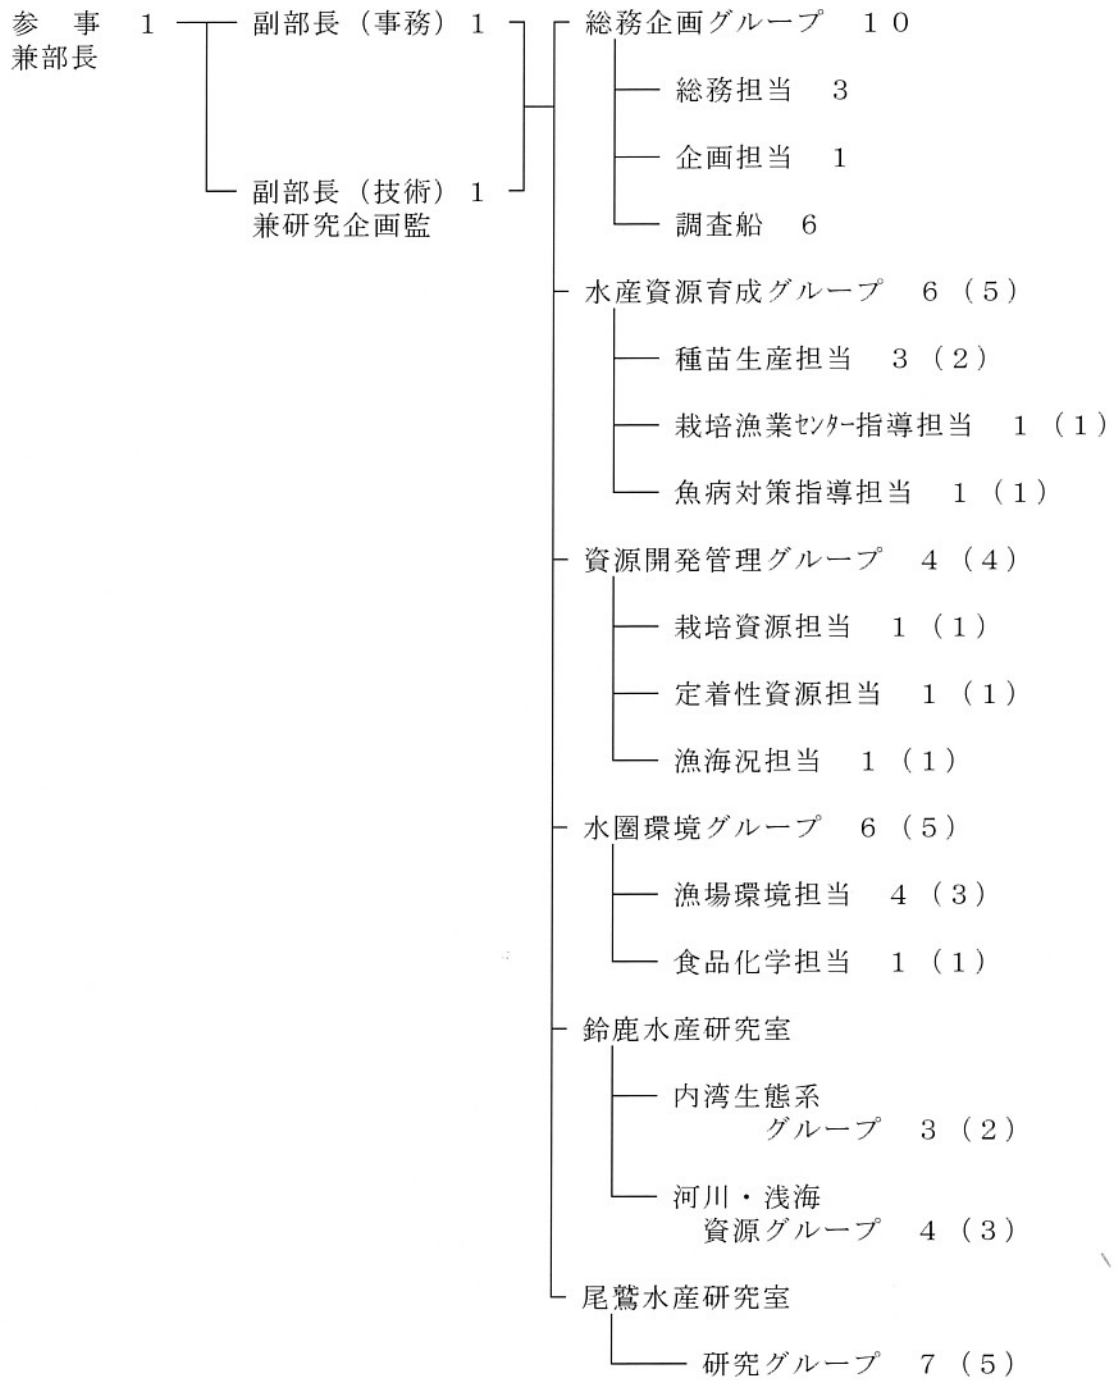 参　事　１
兼部長
副部長（事務）１
副部長（技術）１
兼研究企画監
総務企画グループ　１０
総務担当　３
企画担当　１
調査船　６
水産資源育成グループ　６（５）
種苗生産担当　３（２）
栽培漁業ｾﾝﾀｰ指導担当　１（１）
魚病対策指導担当　１（１）
資源開発管理グループ　４（４）
栽培資源担当　１（１）
定着性資源担当　１（１）
漁海況担当　１（１）
水圏環境グループ　６（５）
漁場環境担当　４（３）
食品化学担当　１（１）
鈴鹿水産研究室
内湾生態系
グループ　３（２）
河川・浅海
資源グループ　４（３）
尾鷲水産研究室
研究グループ　７（５）